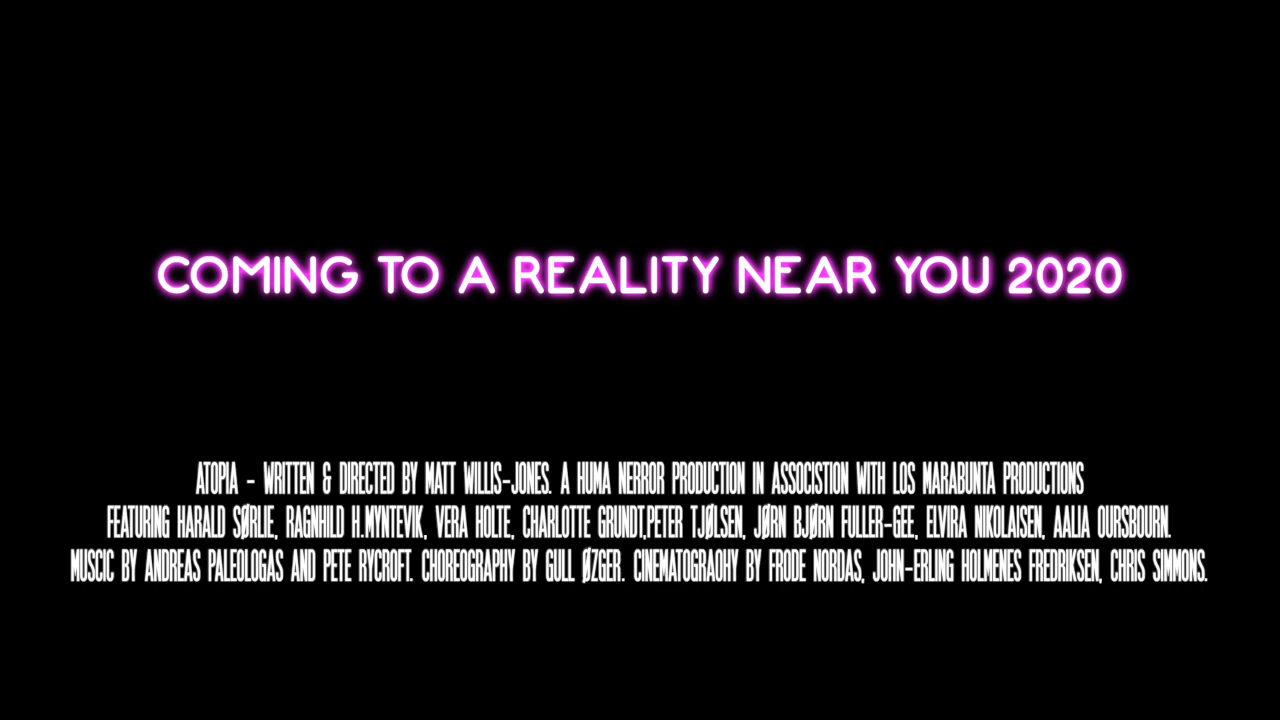 COMING TO A REALITY NEAR YOU 2020
ATOPIA - WRITTEN & DIRECTED BY MATT WILLIS-JONES. A HUMA NERROR PRODUCTION IN ASSOCISTION WITH LOS MARABUNTA PRODUCTIONS
FEATURING HARALD SØRLIE, RAGNHILD H.MYNTEVIK, VERA HOLTE, CHARLOTTE GRUNDT,PETER TJØLSEN, JØRN BJØRN FULLER-GEE, ELVIRA NIKOLAISEN, AALIA OURSBOURN.
MUSCIC BY ANDREAS PALEOLOGAS AND PETE RYCROFT. CHOREOGRAPHY BY GULL ØZGER. CINEMATOGRAOHY BY FRODE NORDAS, JOHN-ERLING HOLMENES FREDRIKSEN, CHRIS SIMMONS.